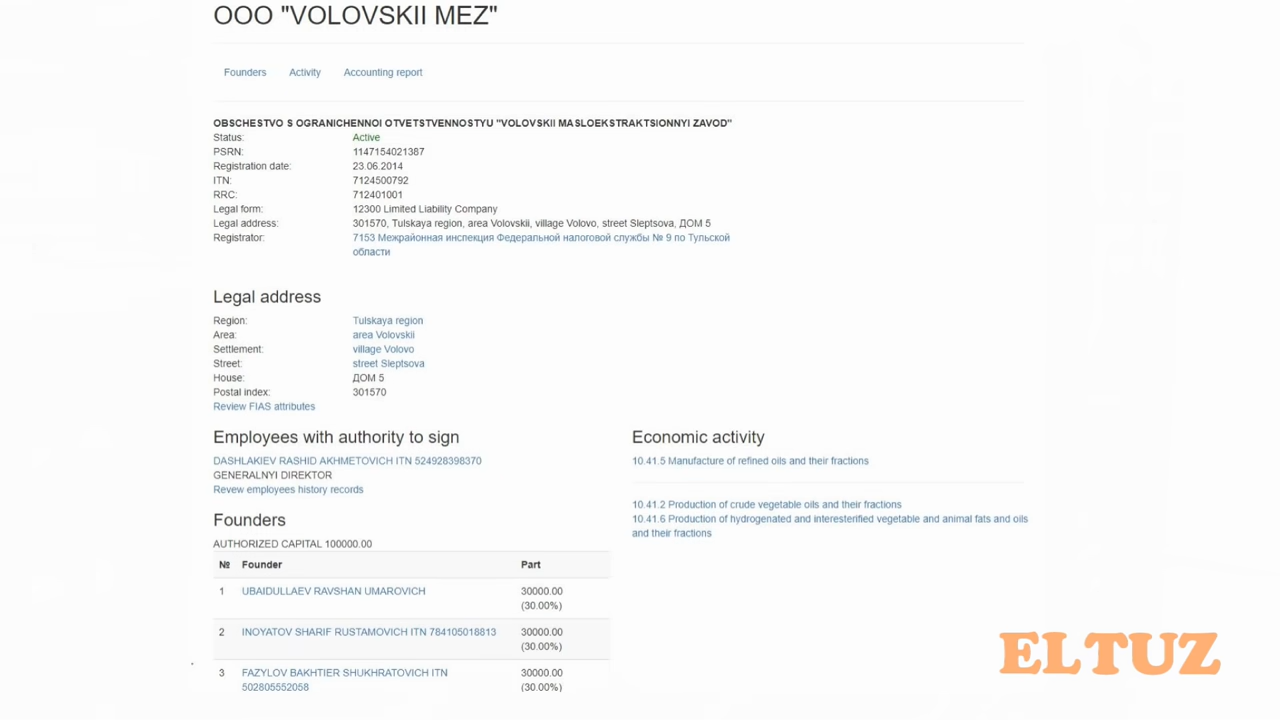 OOO "VOLOVSKII MEZ"
Founders Activity Accounting report
OBSCHESTVO S OGRANICHENNOI OTVETSTVENNOSTYU "VOLOVSKII MASLOEKSTRAKTSIONNYI ZAVOD"
Status: Active
PSRN: 1147154021387
Registration date: 23.06.2014
ITN: 7124500792
RRC: 712401001
Legal form: 12300 Limited Liability Company
Legal address: 301570, Tulskaya region, area Volovskii, village Volovo, street Sleptsova, ДОМ 5
Registrator: 7153 Межрайонная инспекция Федеральной налоговой службы № 9 по Тульской
области
Legal address
Region: Tulskaya region
Area: area Volovskii
Settlement: village Volovo
Street: street Sleptsova
House: ДОМ 5
Postal index: 301570
Review FIAS attributes
Employees with authority to sign
DASHLAKIEV RASHID AKHMETOVICH ITN 524928398370
GENERALNYI DIREKTOR
Revew employees history records
Economic activity
10.41.5 Manufacture of refined oils and their fractions
10.41.2 Production of crude vegetable oils and their fractions
10.41.6 Production of hydrogenated and interesterified vegetable and animal fats and oils
and their fractions
Founders
AUTHORIZED CAPITAL 100000.00
№ Founder Part
1 UBAIDULLAEV RAVSHAN UMAROVICH 30000.00
(30.00%)
2 INOYATOV SHARIF RUSTAMOVICH ITN 784105018813 30000.00
(30.00%)
3 FAZYLOV BAKHTIER SHUKHRATOVICH ITN 30000.00
502805552058 (30.00%)
ELTUZ